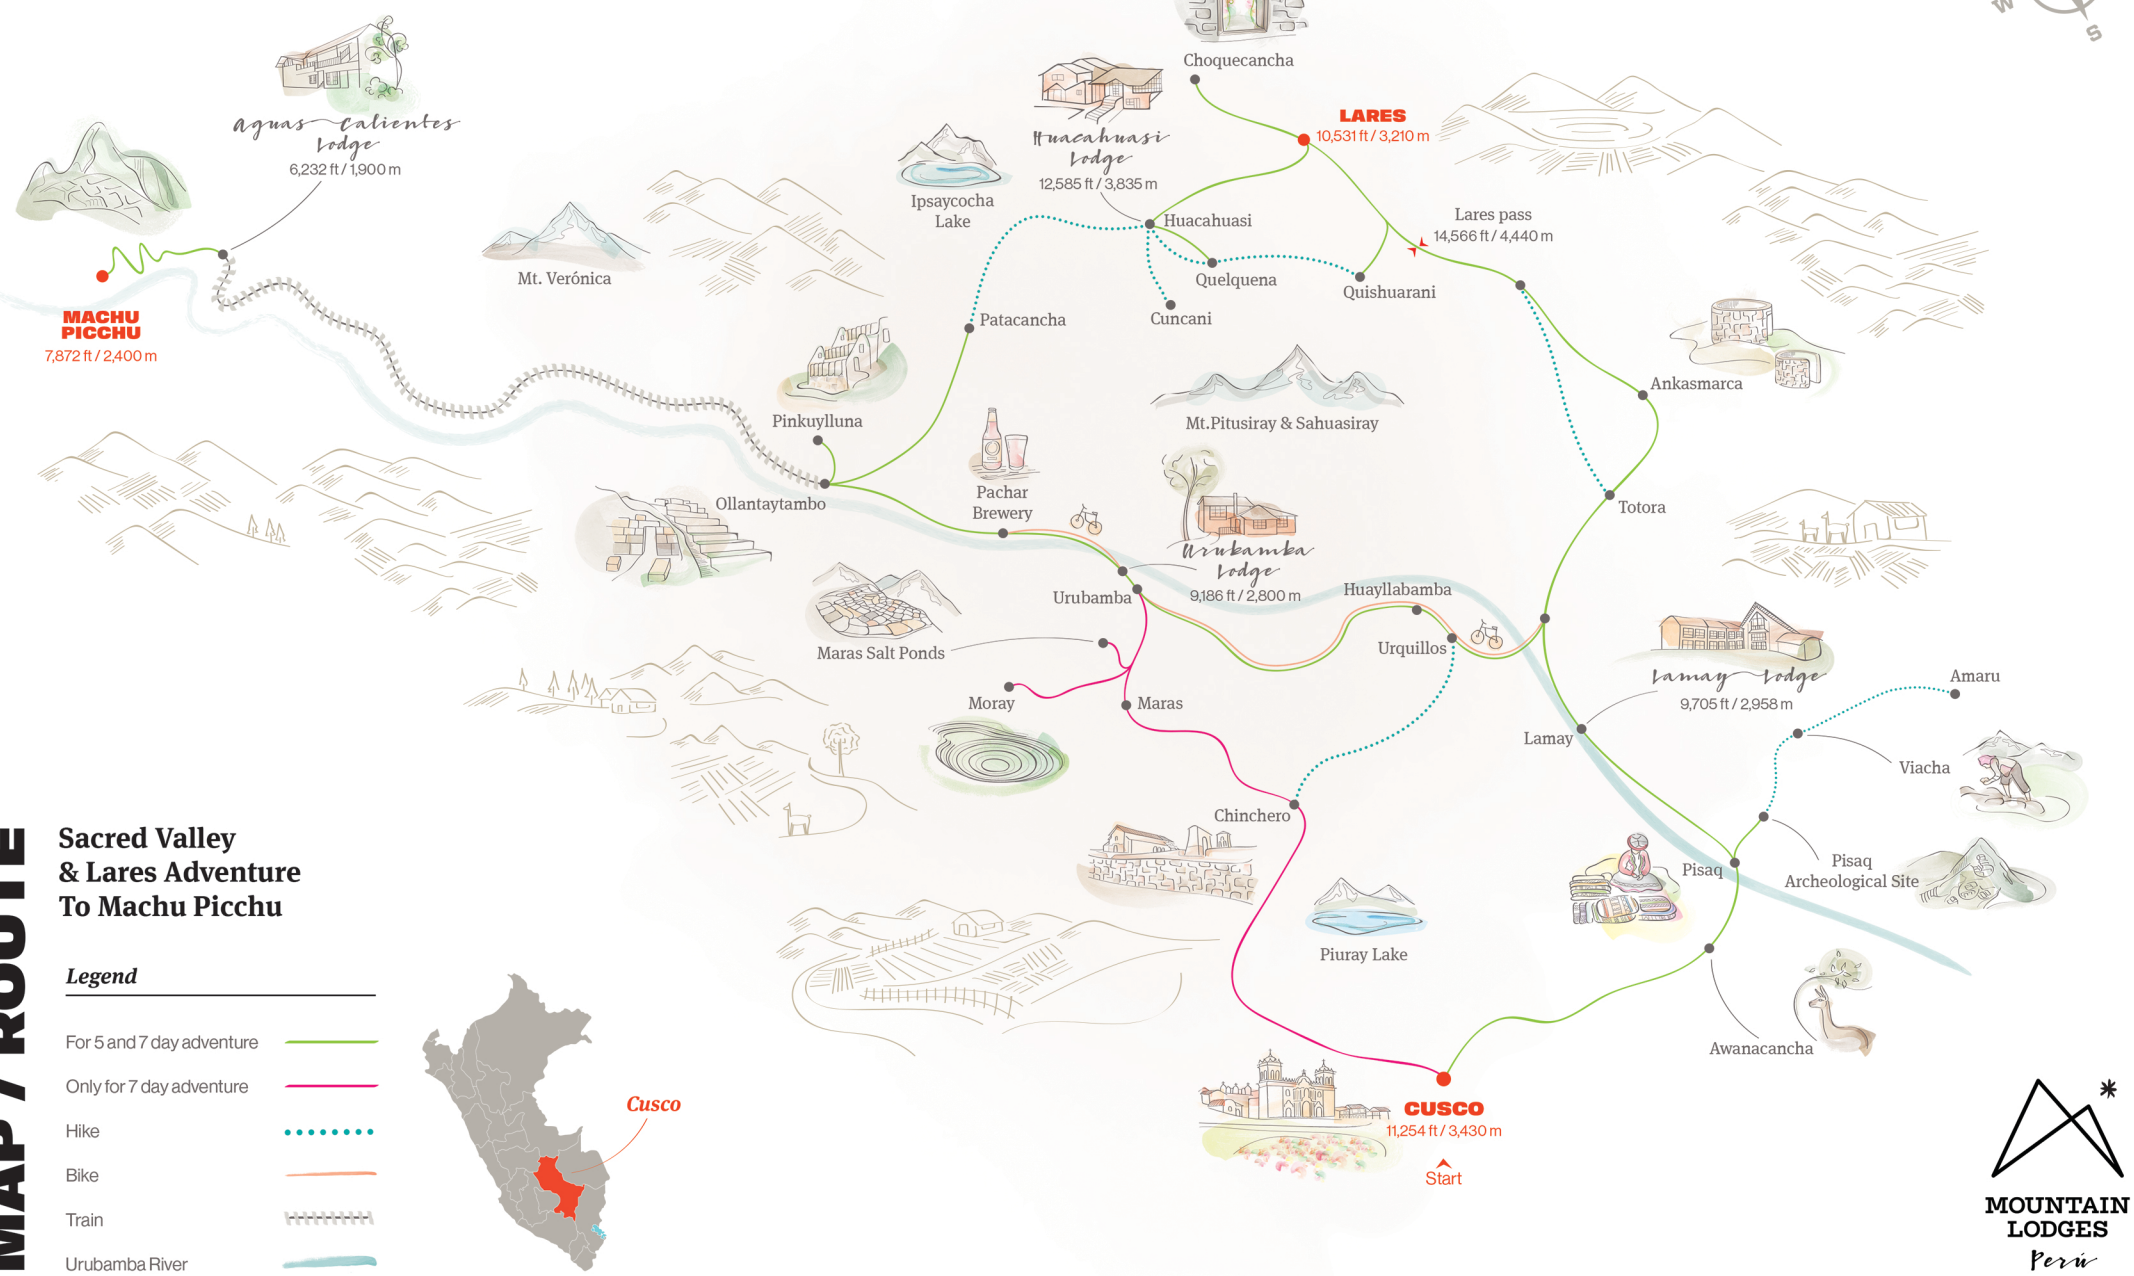 W
S
Choquecancha
LARES
10,531 ft / 3,210 m
Aguas Calientes
Lodge
6,232 ft / 1,900 m
Huacahuasi
Lodge
12,585 ft / 3,835 m
Ipsaycocha
Lake
Huacahuasi
Lares pass
14,566 ft / 4,440 m
Mt. Verónica
Quelquena
Quishuarani
Cuncani
MACHU
PICCHU
7,872 ft / 2,400 m
Patacancha
Ankasmarca
Pinkuylluna
Mt.Pitusiray & Sahuasiray
Ollantaytambo
Pachar
Brewery
Totora
Urubamba
Lodge
9,186 ft / 2,800 m
Urubamba
Huayllabamba
Urquillos
Maras Salt Ponds
Moray
Maras
Lamay Lodge
9,705 ft / 2,958 m
Amaru
Lamay
Viacha
Chinchero
Pisaq
Pisaq
Archeological Site
Piuray Lake
Awanacancha
CUSCO
11,254 ft / 3,430 m
Start
MAP / ROUTE
Sacred Valley
& Lares Adventure
To Machu Picchu
Legend
For 5 and 7 day adventure
Only for 7 day adventure
Hike
Bike
Train
Urubamba River
Cusco
MOUNTAIN
LODGES
Perú